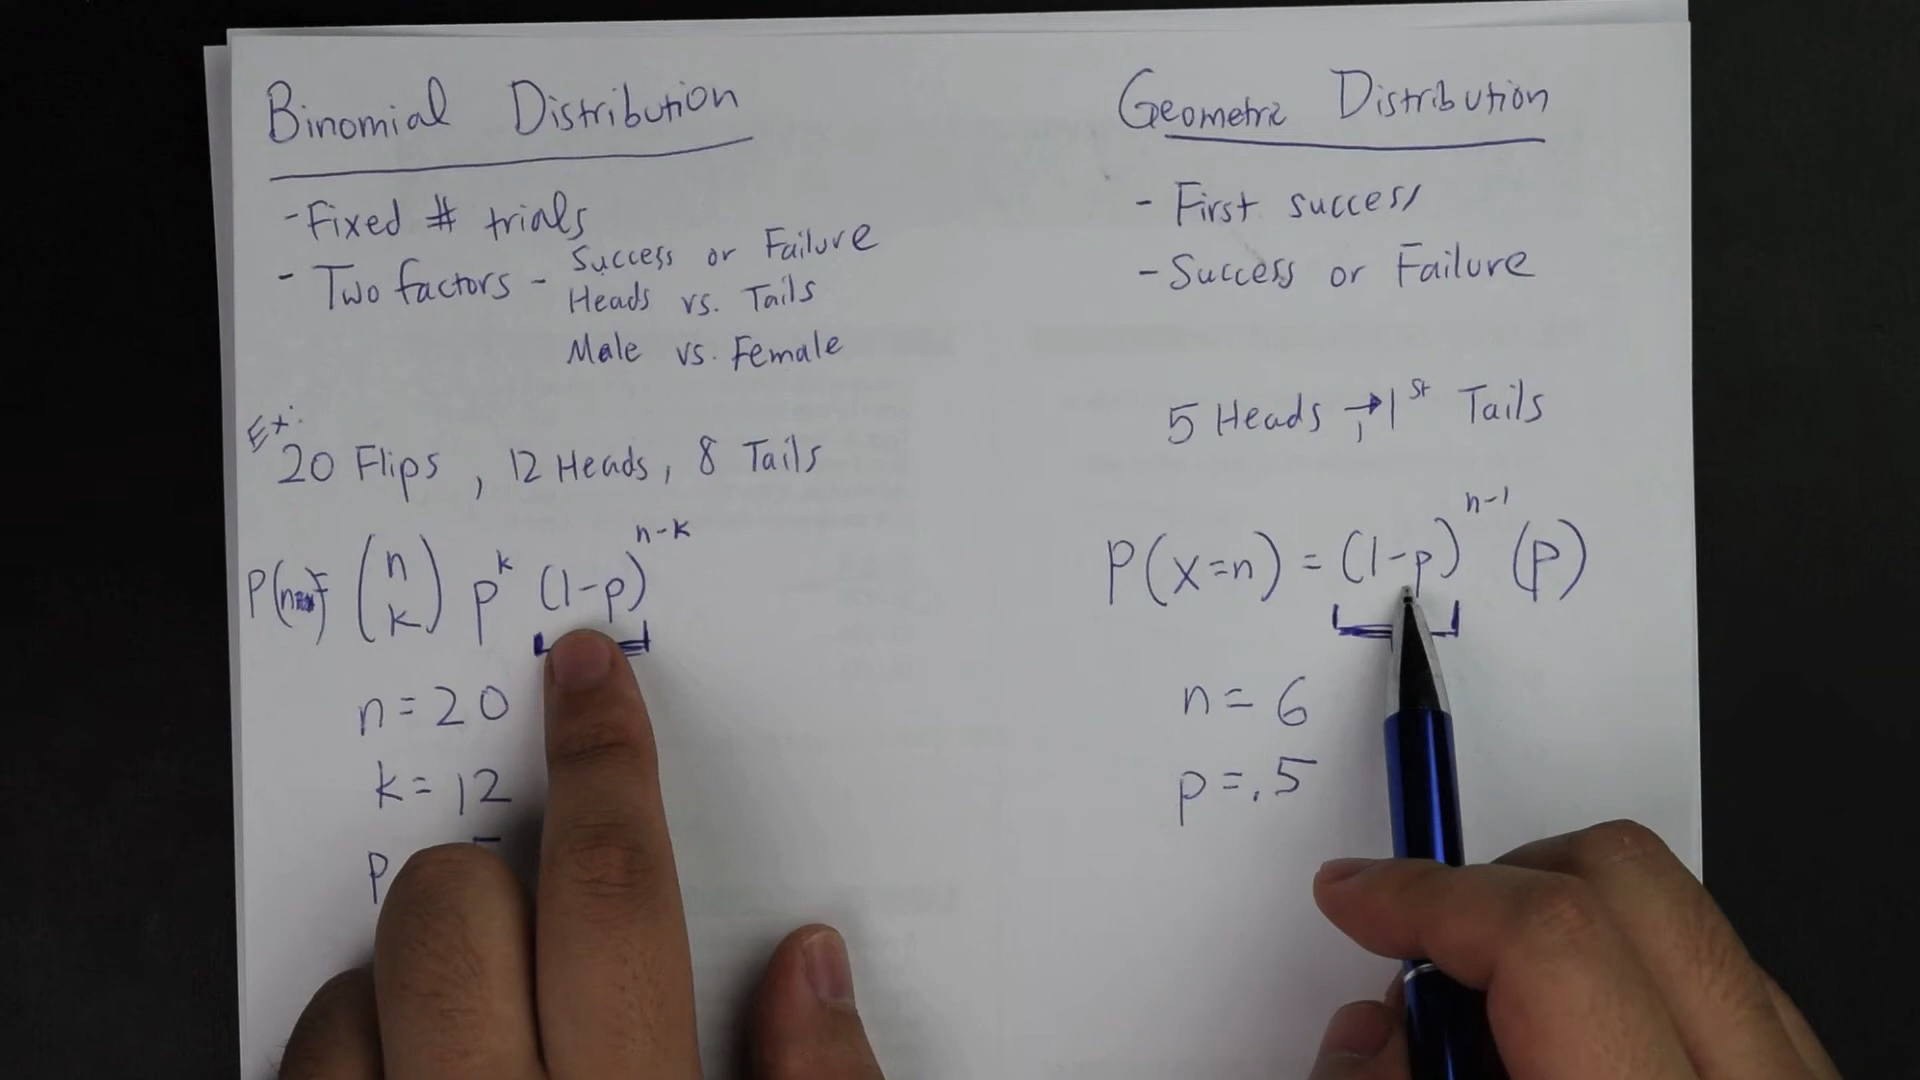 Binomial Distribution
- Fixed # trials
- Two factors - Success or Failure
Heads vs. Tails
Male vs. Female
Ex:
20 Flips, 12 Heads, 8 Tails
(n k) p^k (1-p)^n-k
n = 20
k = 12
p
Geometric Distribution
- First success
- Success or Failure
5 Heads → 1st Tails
P(x=n) = (1-p)^n-1 (p)
n = 6
p = .5